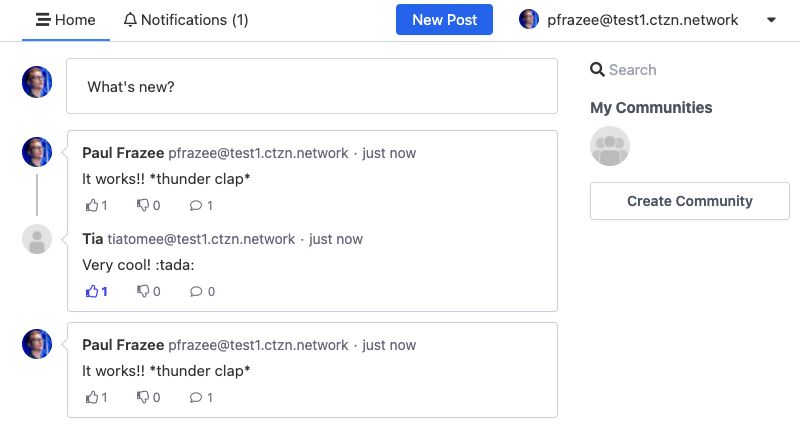 Home Notifications (1) New Post pfrazee@test1.ctzn.network
What's new?
Paul Frazee pfrazee@test1.ctzn.network · just now
It works!! *thunder clap*
1 0 1
Tia tiatomee@test1.ctzn.network · just now
Very cool! :tada:
1 0 0
Paul Frazee pfrazee@test1.ctzn.network · just now
It works!! *thunder clap*
1 0 1
Search
My Communities
Create Community